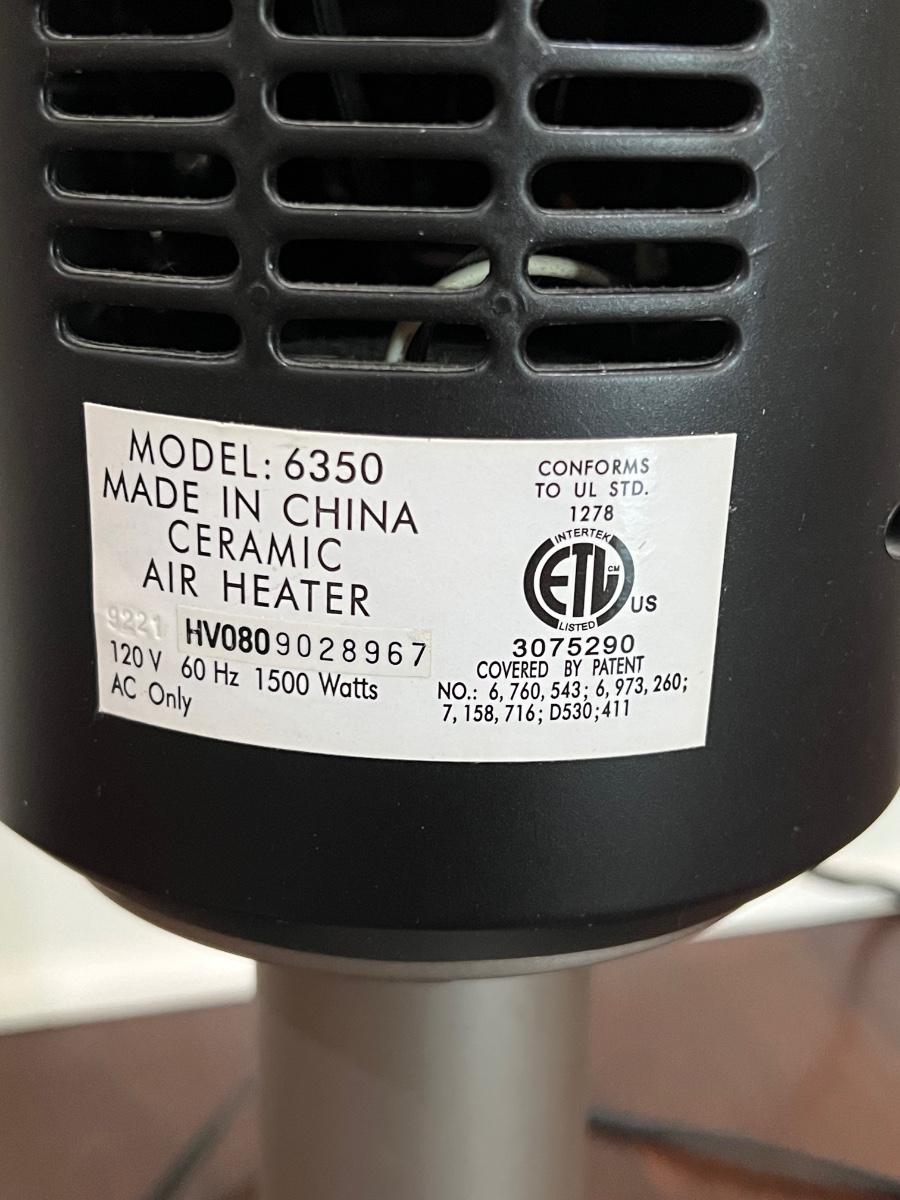 MODEL: 6350
MADE IN CHINA
CERAMIC
AIR HEATER
9221
HV0809028967
120 V 60 Hz 1500 Watts
AC Only
CONFORMS
TO UL STD.
1278
INTERTEK
ETL CM
US
LISTED
3075290
COVERED BY PATENT
NO.: 6, 760, 543; 6, 973, 260;
7, 158, 716; D530;411